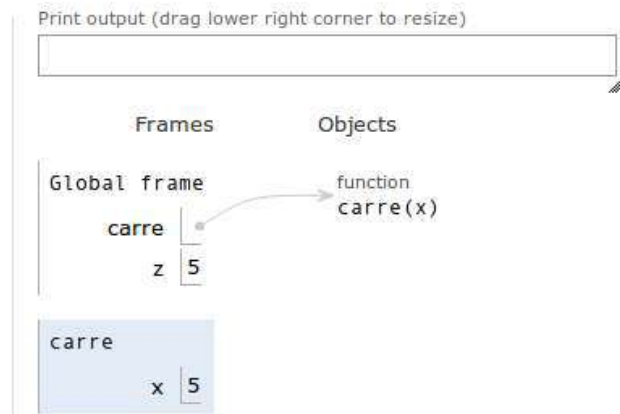 Print output (drag lower right corner to resize)
Frames Objects
Global frame
function
carre(x)
carre
z 5
carre
x 5